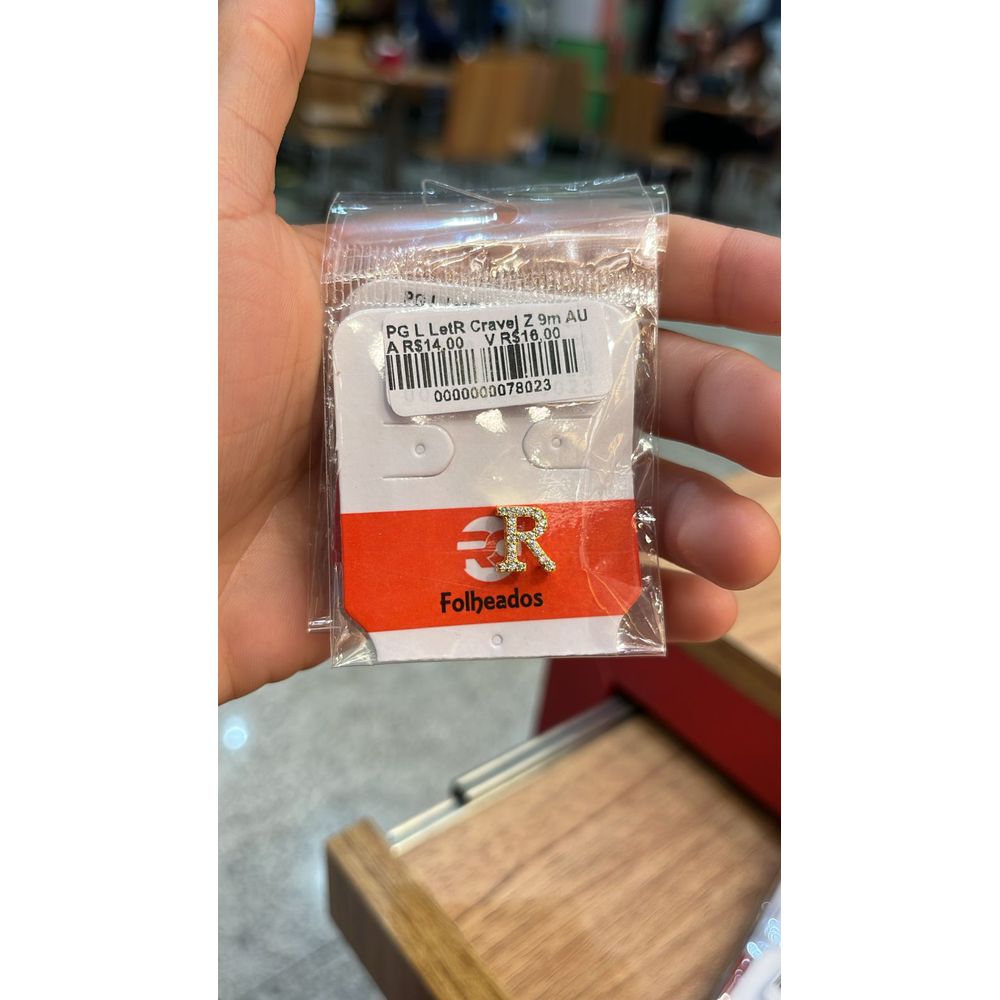 PG L LetR Cravej Z 9m AU
A R$14,00 V R$16,00
0000000078023
R
Folheados